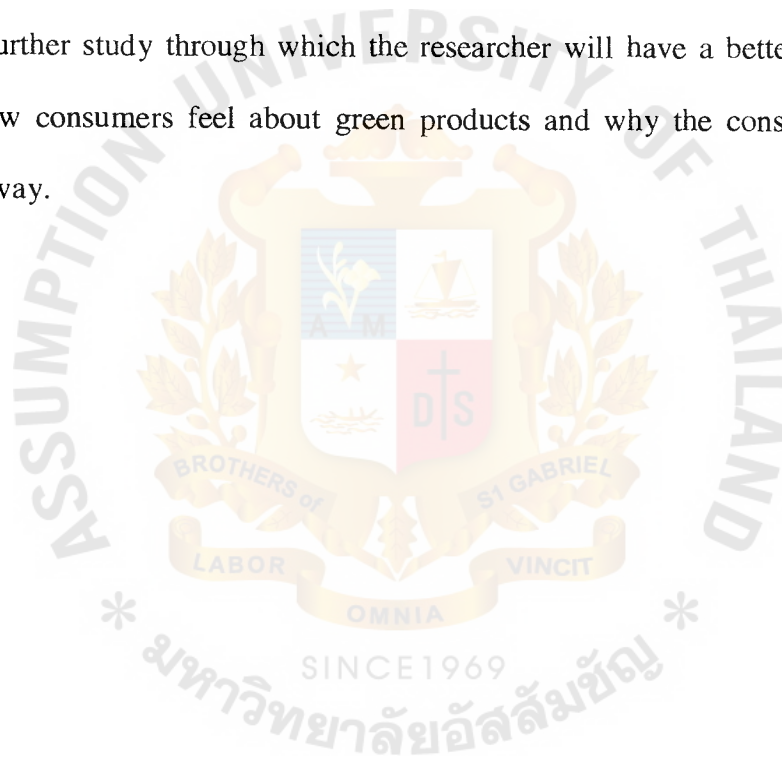 urther study through which the researcher will have a bette
w consumers feel about green products and why the cons
vay.
ASSUMPTION UNIVERSITY OF THAILAND
A M
D S
BROTHERS of
S1 GABRIEL
LABOR
VINCIT
OMNIA
SINCE1969
* มหาวิทยาลัยอัสสัมชัญ *